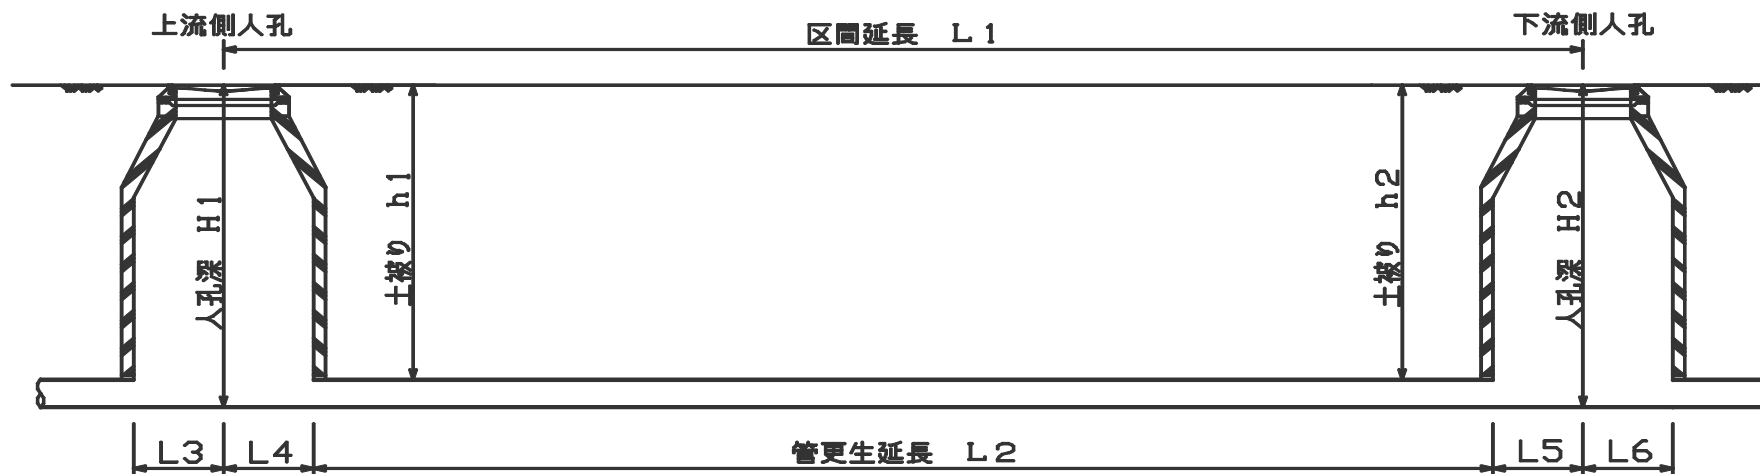 上流側人孔
区間延長 L1
下流側人孔
人孔深 H1
土被り h1
土被り h2
人孔深 H2
L3
L4
管更生延長 L2
L5
L6